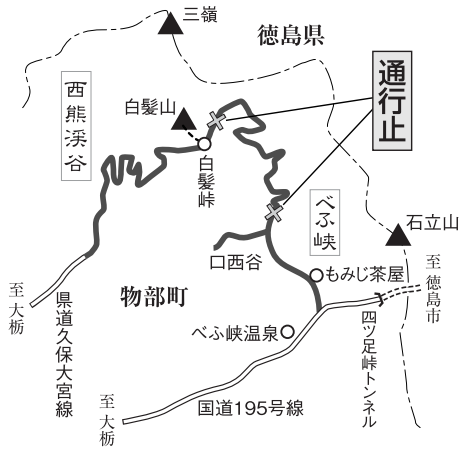 三嶺
徳島県
通行止
西熊渓谷
白髪山
白髪峠
べふ峡
石立山
口西谷
もみじ茶屋
至徳島市
物部町
至大栃
県道久保大宮線
べふ峡温泉
四ツ足峠トンネル
国道195号線
至大栃